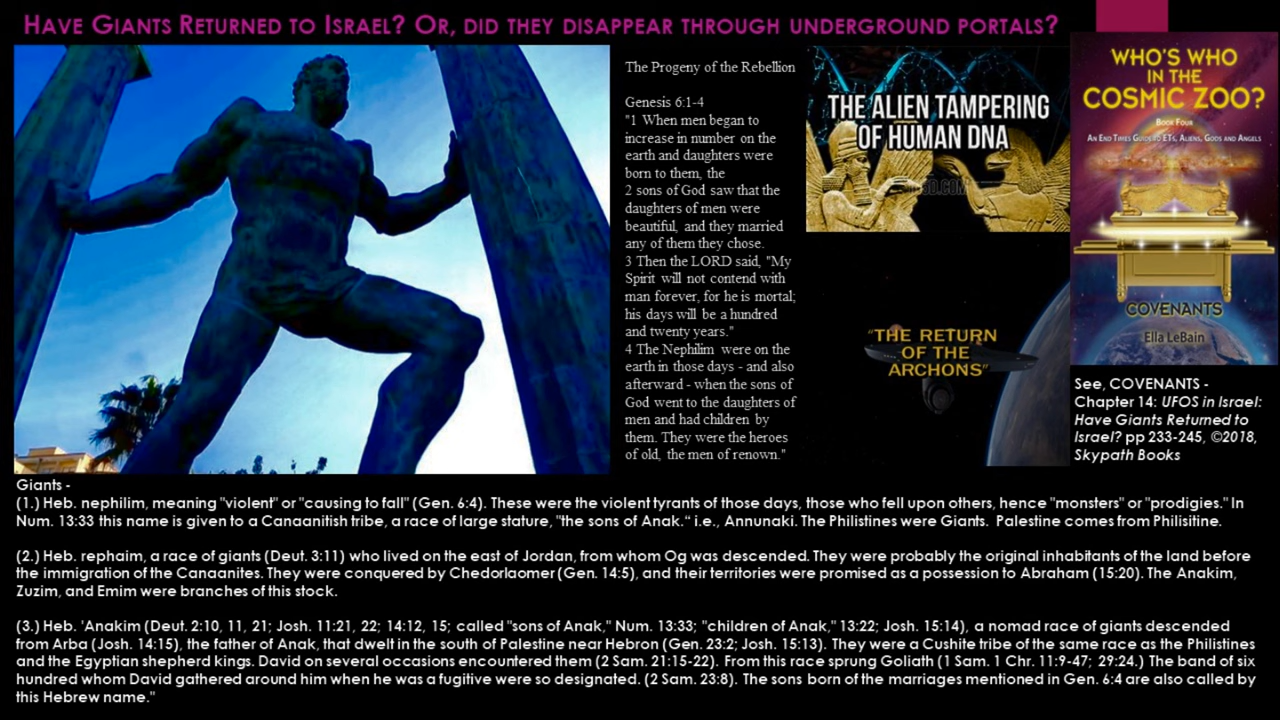 HAVE GIANTS RETURNED TO ISRAEL? OR, DID THEY DISAPPEAR THROUGH UNDERGROUND PORTALS?
The Progeny of the Rebellion
Genesis 6:1-4
"1 When men began to
increase in number on the
earth and daughters were
born to them, the
2 sons of God saw that the
daughters of men were
beautiful, and they married
any of them they chose.
3 Then the LORD said, "My
Spirit will not contend with
man forever, for he is mortal;
his days will be a hundred
and twenty years."
4 The Nephilim were on the
earth in those days - and also
afterward - when the sons of
God went to the daughters of
men and had children by
them. They were the heroes
of old, the men of renown."
THE ALIEN TAMPERING
OF HUMAN DNA
"THE RETURN
OF THE
ARCHONS"
WHO'S WHO
IN THE
COSMIC ZOO?
BOOK FOUR
AN END TIMES GUIDE TO ETS, ALIENS, GODS AND ANGELS
COVENANTS
Ella LeBain
See, COVENANTS -
Chapter 14: UFOS in Israel:
Have Giants Returned to
Israel? pp 233-245, ©2018,
Skypath Books
Giants -
(1.) Heb. nephilim, meaning "violent" or "causing to fall" (Gen. 6:4). These were the violent tyrants of those days, those who fell upon others, hence "monsters" or "prodigies." In
Num. 13:33 this name is given to a Canaanitish tribe, a race of large stature, "the sons of Anak." i.e., Annunaki. The Philistines were Giants. Palestine comes from Philisitine.
(2.) Heb. rephaim, a race of giants (Deut. 3:11) who lived on the east of Jordan, from whom Og was descended. They were probably the original inhabitants of the land before
the immigration of the Canaanites. They were conquered by Chedorlaomer (Gen. 14:5), and their territories were promised as a possession to Abraham (15:20). The Anakim,
Zuzim, and Emim were branches of this stock.
(3.) Heb. 'Anakim (Deut. 2:10, 11, 21; Josh. 11:21, 22; 14:12, 15; called "sons of Anak," Num. 13:33; "children of Anak," 13:22; Josh. 15:14), a nomad race of giants descended
from Arba (Josh. 14:15), the father of Anak, that dwelt in the south of Palestine near Hebron (Gen. 23:2; Josh. 15:13). They were a Cushite tribe of the same race as the Philistines
and the Egyptian shepherd kings. David on several occasions encountered them (2 Sam. 21:15-22). From this race sprung Goliath (1 Sam. 1 Chr. 11:9-47; 29:24.) The band of six
hundred whom David gathered around him when he was a fugitive were so designated. (2 Sam. 23:8). The sons born of the marriages mentioned in Gen. 6:4 are also called by
this Hebrew name."